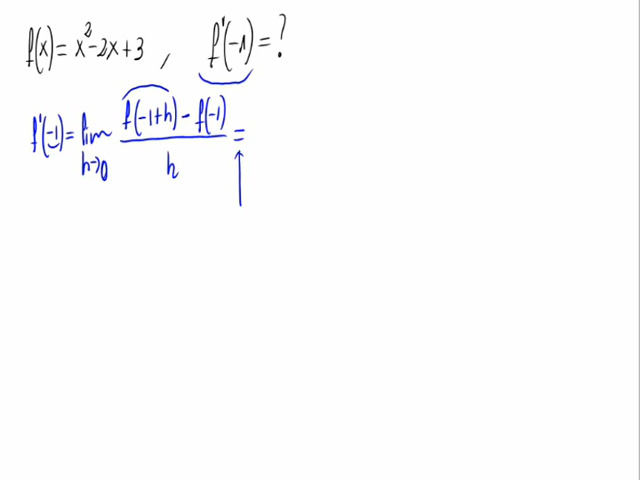 f(x) = x² - 2x + 3 , f'(-1) = ?
f'(-1) = lim h→0 (f(-1+h) - f(-1)) / h =